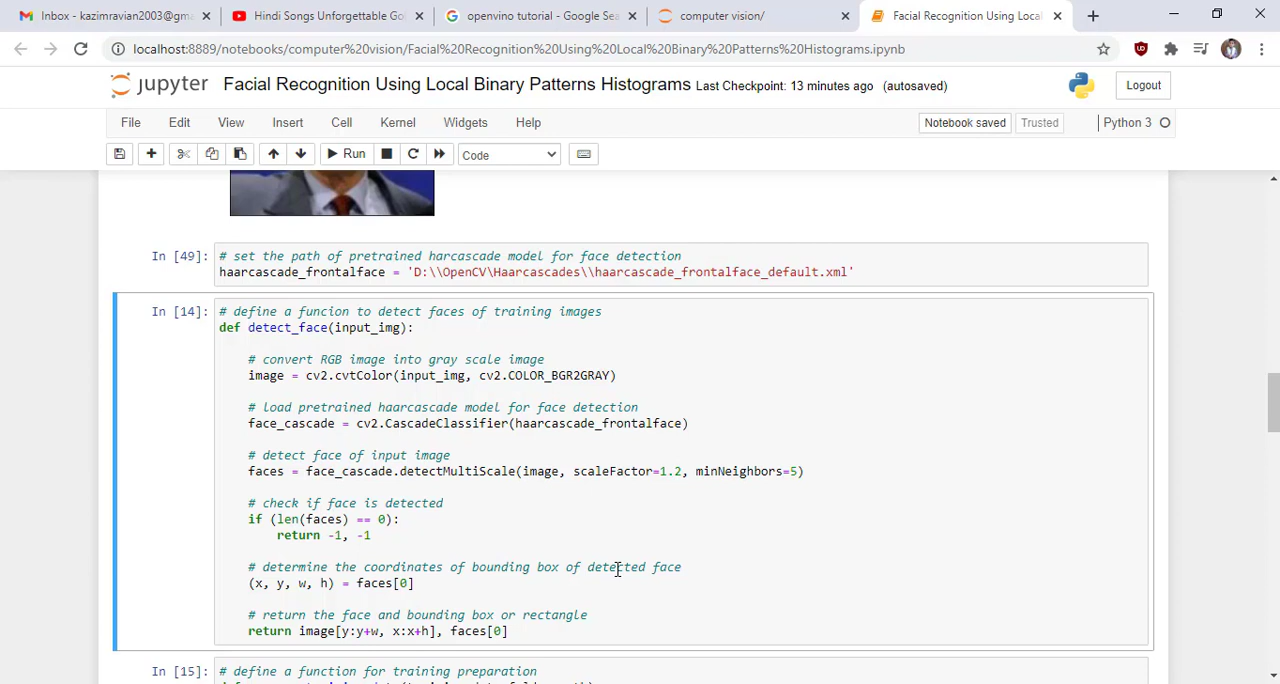 Inbox - kazimravian2003@gm
Hindi Songs Unforgettable Go
openvino tutorial - Google Sea
computer vision/
Facial Recognition Using Local
localhost:8889/notebooks/computer%20vision/Facial%20Recognition%20Using%20Local%20Binary%20Patterns%20Histograms.ipynb
jupyter Facial Recognition Using Local Binary Patterns Histograms Last Checkpoint: 13 minutes ago (autosaved)
Logout
File Edit View Insert Cell Kernel Widgets Help
Notebook saved Trusted Python 3
Run Code
In [49]:
# set the path of pretrained harcascade model for face detection
haarcascade_frontalface = 'D:\\OpenCV\Haarcascades\\haarcascade_frontalface_default.xml'
In [14]:
# define a funcion to detect faces of training images
def detect_face(input_img):
# convert RGB image into gray scale image
image = cv2.cvtColor(input_img, cv2.COLOR_BGR2GRAY)
# load pretrained haarcascade model for face detection
face_cascade = cv2.CascadeClassifier(haarcascade_frontalface)
# detect face of input image
faces = face_cascade.detectMultiScale(image, scaleFactor=1.2, minNeighbors=5)
# check if face is detected
if (len(faces) == 0):
return -1, -1
# determine the coordinates of bounding box of detected face
(x, y, w, h) = faces[0]
# return the face and bounding box or rectangle
return image[y:y+w, x:x+h], faces[0]
In [15]:
# define a function for training preparation